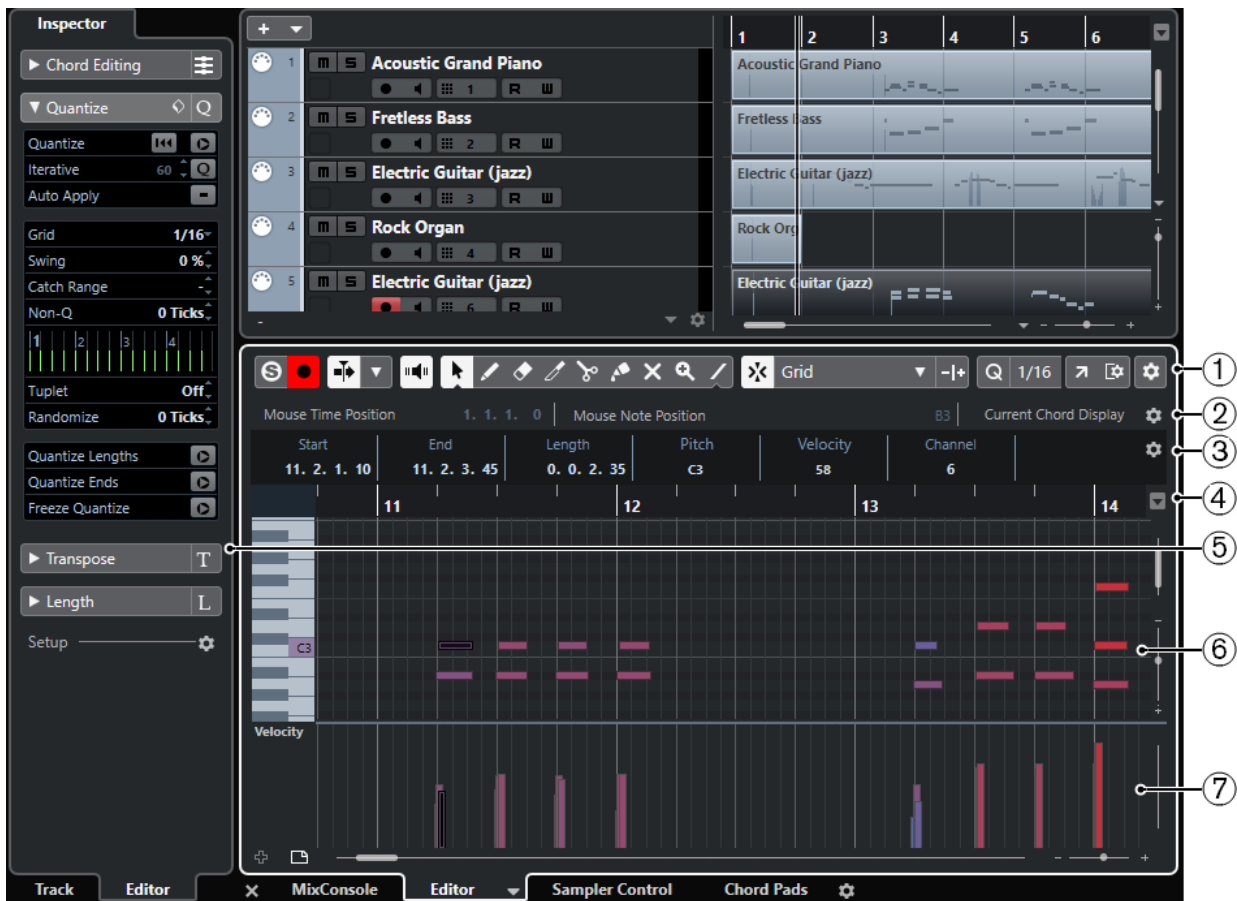 Inspector
Chord Editing
Quantize Q
Quantize
Iterative 60 Q
Auto Apply
Grid 1/16
Swing 0 %
Catch Range -
Non-Q 0 Ticks
1 2 3 4
Tuplet Off
Randomize 0 Ticks
Quantize Lengths
Quantize Ends
Freeze Quantize
Transpose T
Length L
Setup
Track Editor
+
1 m S Acoustic Grand Piano
1 R W
2 m S Fretless Bass
2 R W
3 m S Electric Guitar (jazz)
3 R W
4 m S Rock Organ
4 R W
5 m S Electric Guitar (jazz)
6 R W
1 2 3 4 5 6
Acoustic Grand Piano
Fretless Bass
Electric Guitar (jazz)
Rock Org
Electric Guitar (jazz)
S Grid Q 1/16
Mouse Time Position 1. 1. 1. 0 Mouse Note Position B3 Current Chord Display
Start End Length Pitch Velocity Channel
11. 2. 1. 10 11. 2. 3. 45 0. 0. 2. 35 C3 58 6
11 12 13 14
C3
Velocity
MixConsole Editor Sampler Control Chord Pads
1
2
3
4
5
6
7